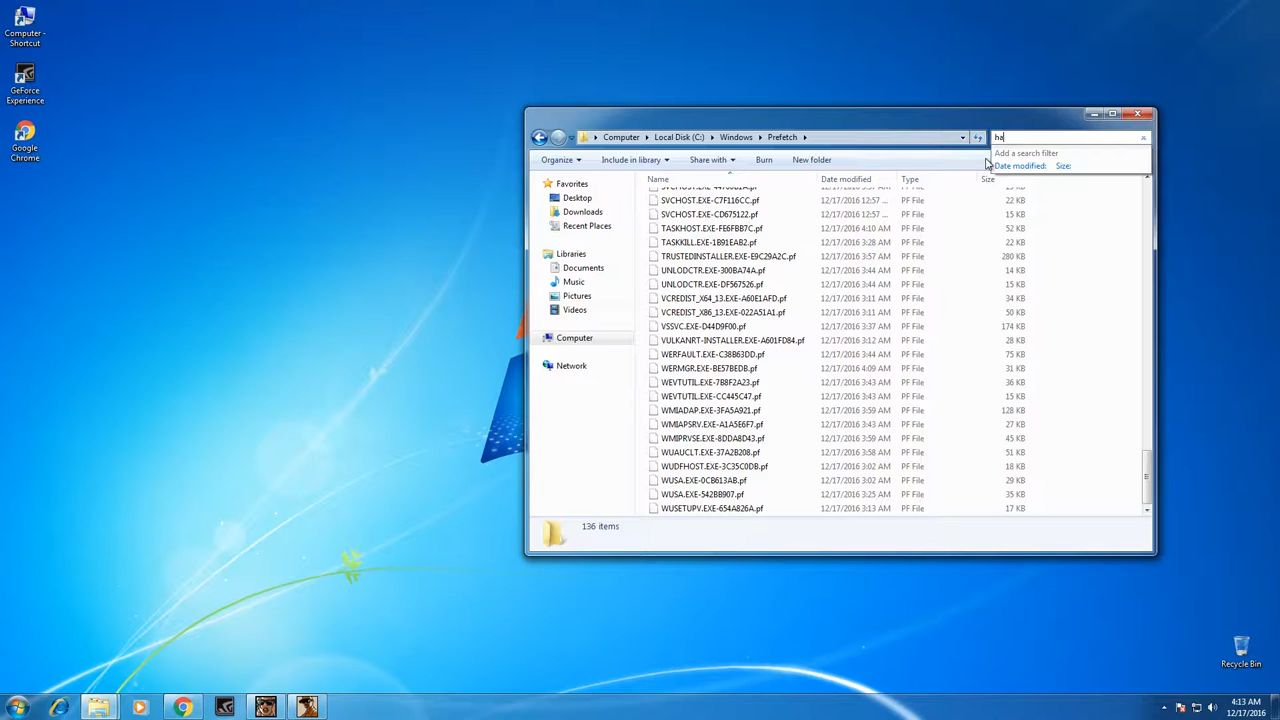 Computer - Shortcut
GeForce Experience
Google Chrome
Computer
Local Disk (C:)
Windows
Prefetch
ha
Organize
Include in library
Share with
Burn
New folder
Add a search filter
Date modified: Size:
Favorites
Desktop
Downloads
Recent Places
Libraries
Documents
Music
Pictures
Videos
Computer
Network
Name Date modified Type Size
SVCHOST.EXE-C7F116CC.pf 12/17/2016 12:57 ... PF File 23 KB
SVCHOST.EXE-CD675122.pf 12/17/2016 12:57 ... PF File 14 KB
TASKHOST.EXE-FE6FBB7C.pf 12/17/2016 4:10 AM PF File 52 KB
TASKKILL.EXE-1B91EAB2.pf 12/17/2016 3:28 AM PF File 22 KB
TRUSTEDINSTALLER.EXE-E9C29A2C.pf 12/17/2016 3:57 AM PF File 280 KB
UNLODCTR.EXE-300BA74A.pf 12/17/2016 3:44 AM PF File 14 KB
UNLODCTR.EXE-DF567526.pf 12/17/2016 3:44 AM PF File 15 KB
VCREDIST_X64_13.EXE-A60E1AFD.pf 12/17/2016 3:11 AM PF File 34 KB
VCREDIST_X86_13.EXE-022A51A1.pf 12/17/2016 3:11 AM PF File 50 KB
VSSVC.EXE-D44D9F00.pf 12/17/2016 3:37 AM PF File 174 KB
VULKANRT-INSTALLER.EXE-A601FD84.pf 12/17/2016 3:12 AM PF File 28 KB
WERFAULT.EXE-C38B63DD.pf 12/17/2016 3:44 AM PF File 75 KB
WERMGR.EXE-BE57BEDB.pf 12/17/2016 4:09 AM PF File 31 KB
WEVTUTIL.EXE-7B8F2A23.pf 12/17/2016 3:43 AM PF File 36 KB
WEVTUTIL.EXE-CC445C47.pf 12/17/2016 3:43 AM PF File 15 KB
WMIADAP.EXE-3FA5A921.pf 12/17/2016 3:59 AM PF File 128 KB
WMIAPSRV.EXE-A1A5E6F7.pf 12/17/2016 3:43 AM PF File 27 KB
WMIPRVSE.EXE-8DDA8D43.pf 12/17/2016 3:59 AM PF File 45 KB
WUAUCLT.EXE-37A2B208.pf 12/17/2016 3:58 AM PF File 51 KB
WUDFHOST.EXE-3C35C0DB.pf 12/17/2016 3:02 AM PF File 18 KB
WUSA.EXE-0CB613AB.pf 12/17/2016 3:02 AM PF File 29 KB
WUSA.EXE-542BB907.pf 12/17/2016 3:25 AM PF File 35 KB
WUSETUPV.EXE-654A826A.pf 12/17/2016 3:13 AM PF File 17 KB
136 items
Recycle Bin
4:13 AM
12/17/2016